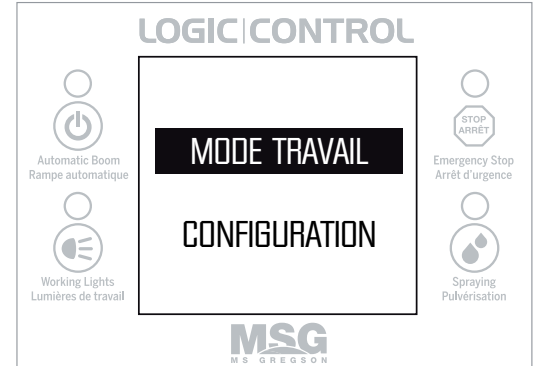 LOGIC|CONTROL
Automatic Boom
Rampe automatique
Working Lights
Lumières de travail
MODE TRAVAIL
CONFIGURATION
STOP
ARRÊT
Emergency Stop
Arrêt d'urgence
Spraying
Pulvérisation
MSG
MS GREGSON